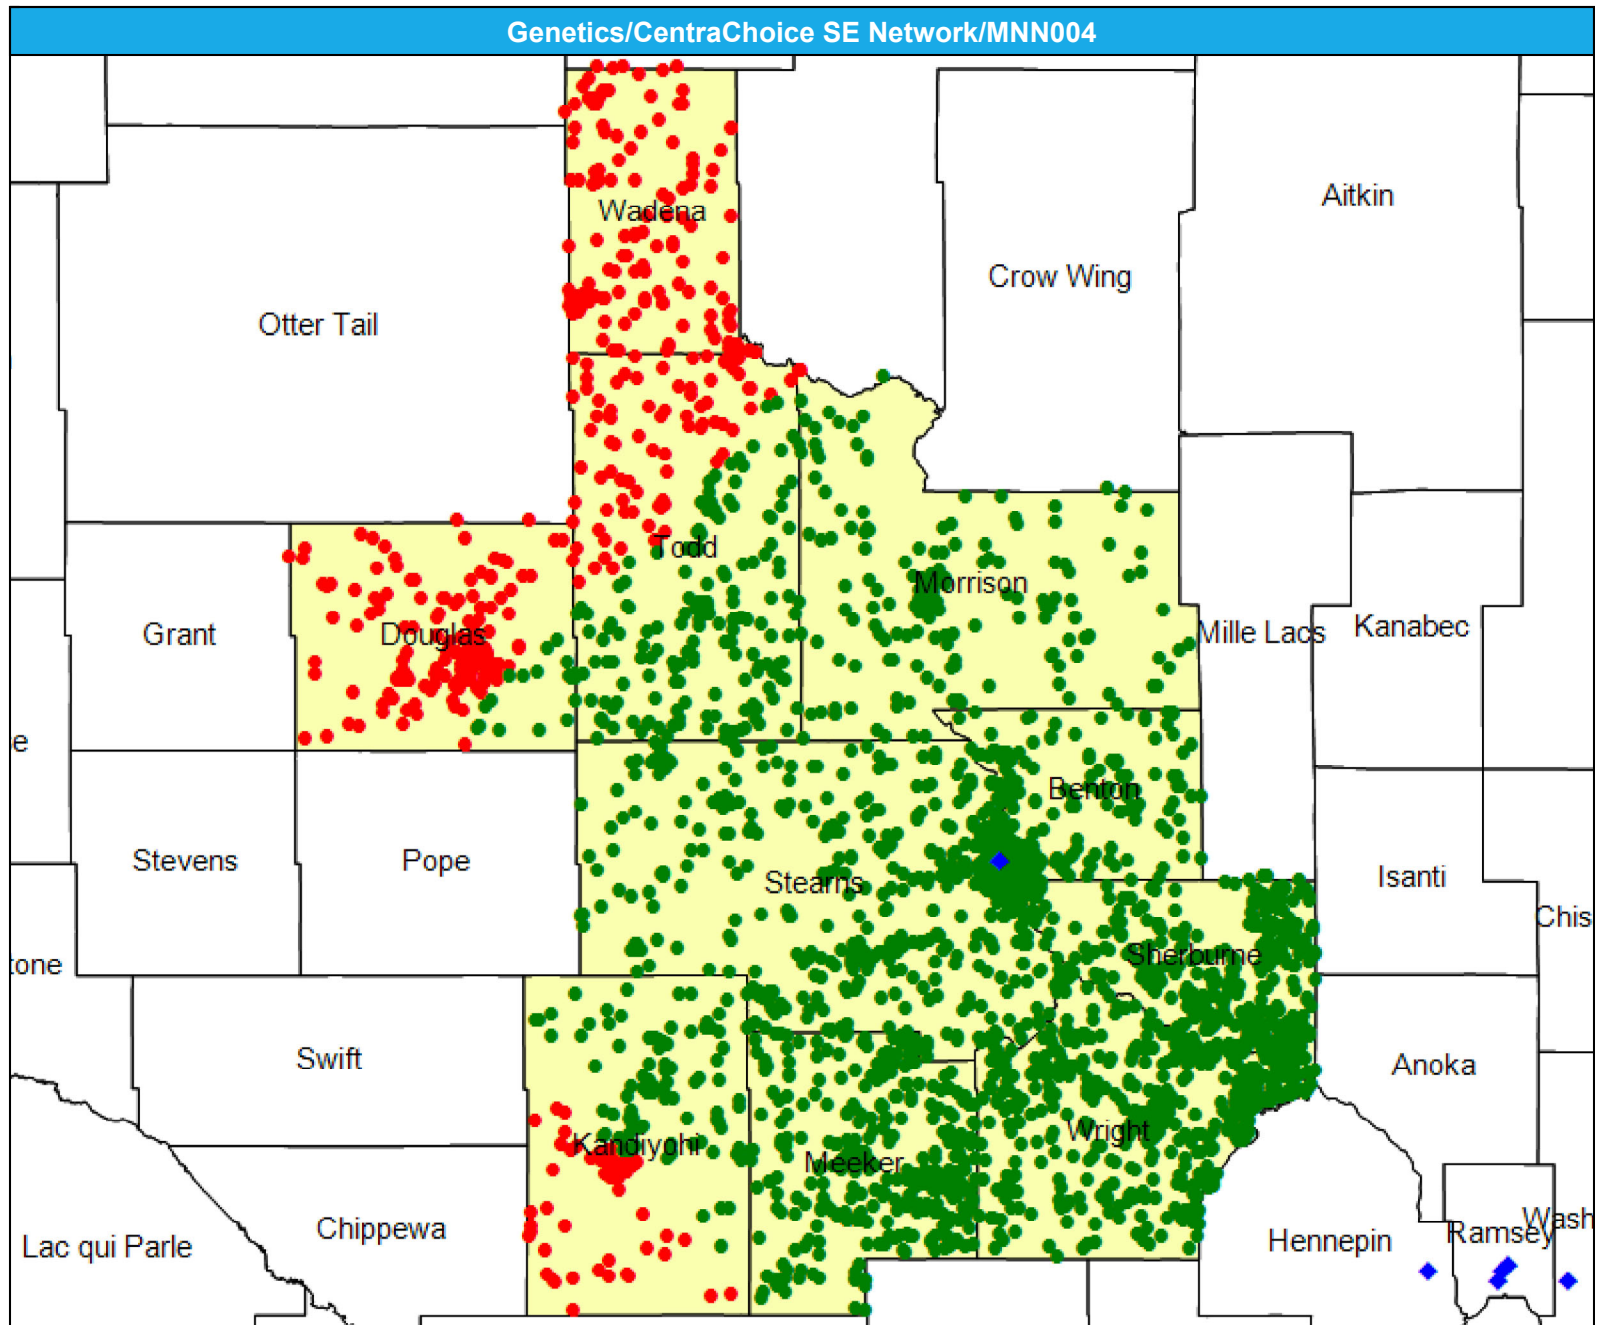 Genetics/CentraChoice SE Network/MNN004
Aitkin
Wadena
Crow Wing
Otter Tail
Todd
Morrison
Grant
Douglas
Mille Lacs
Kanabec
e
Benton
Stevens
Pope
Stearns
Isanti
Chis
tone
Sherburne
Swift
Anoka
Kandiyohi
Meeker
Wright
Chippewa
Lac qui Parle
Hennepin
Ramsey
Wash